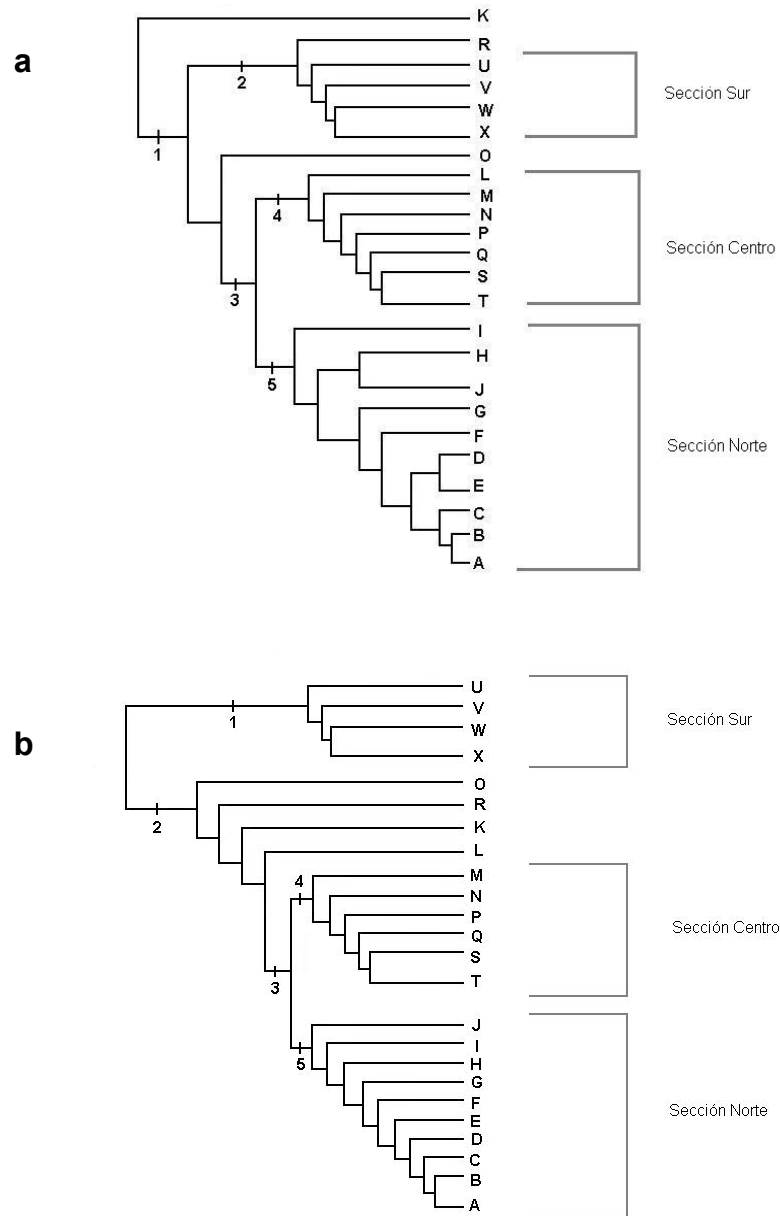 a
K
R
U
V
W
X
O
L
M
N
P
Q
S
T
I
H
J
G
F
D
E
C
B
A
1
2
3
4
5
Sección Sur
Sección Centro
Sección Norte
b
U
V
W
X
O
R
K
L
M
N
P
Q
S
T
J
I
H
G
F
E
D
C
B
A
1
2
3
4
5
Sección Sur
Sección Centro
Sección Norte